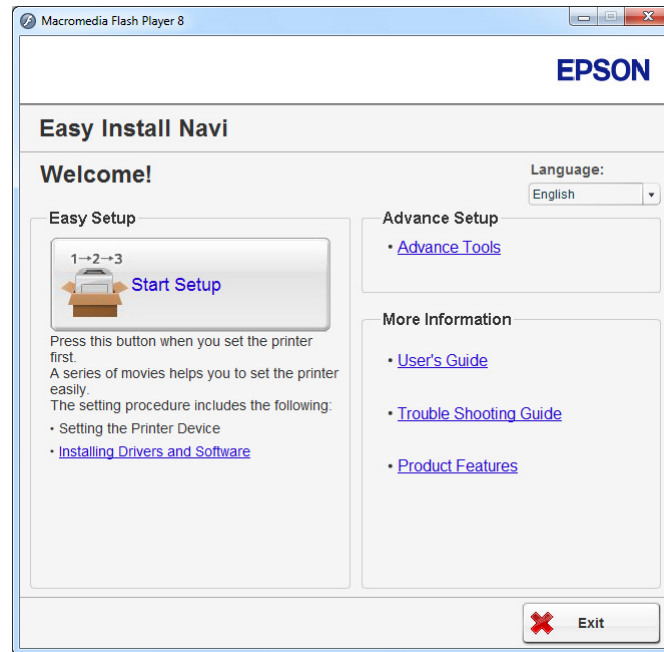 Macromedia Flash Player 8
EPSON
Easy Install Navi
Welcome!
Language:
English
Easy Setup
1→2→3
Start Setup
Press this button when you set the printer
first.
A series of movies helps you to set the printer
easily.
The setting procedure includes the following:
• Setting the Printer Device
• Installing Drivers and Software
Advance Setup
• Advance Tools
More Information
• User's Guide
• Trouble Shooting Guide
• Product Features
Exit